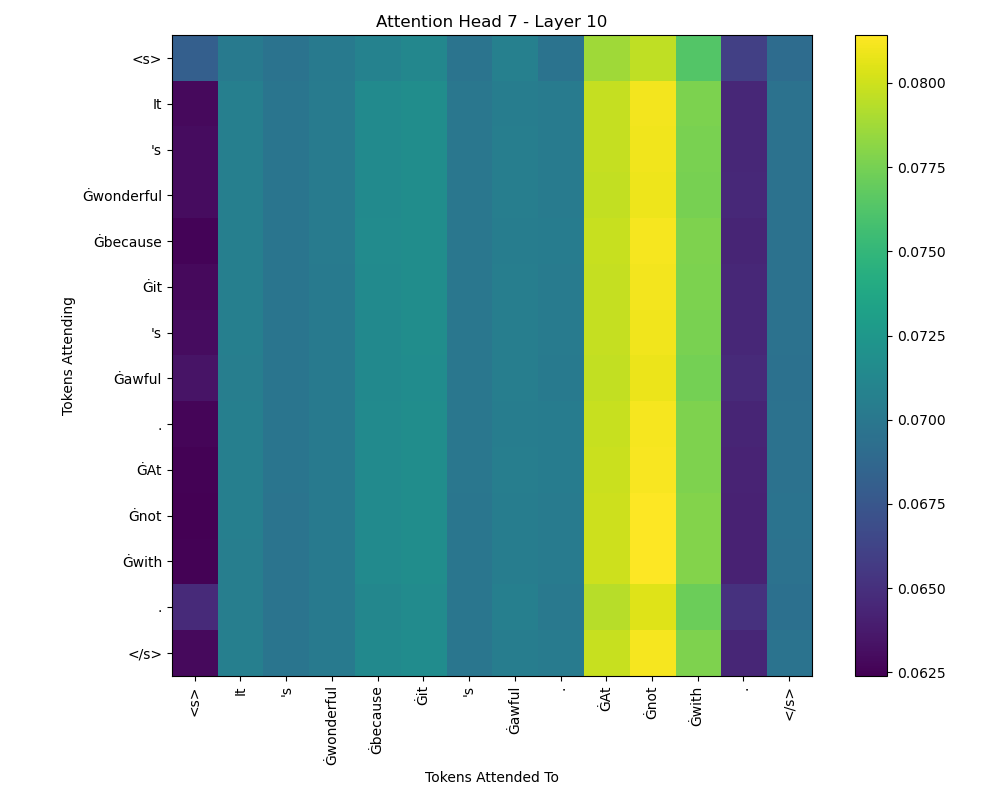 Attention Head 7 - Layer 10
<s>
It
's
Ġwonderful
Ġbecause
Ġit
's
Ġawful
.
ĠAt
Ġnot
Ġwith
.
</s>
Tokens Attending
<s>
It
's
Ġwonderful
Ġbecause
Ġit
's
Ġawful
.
ĠAt
Ġnot
Ġwith
.
</s>
Tokens Attended To
0.0800
0.0775
0.0750
0.0725
0.0700
0.0675
0.0650
0.0625